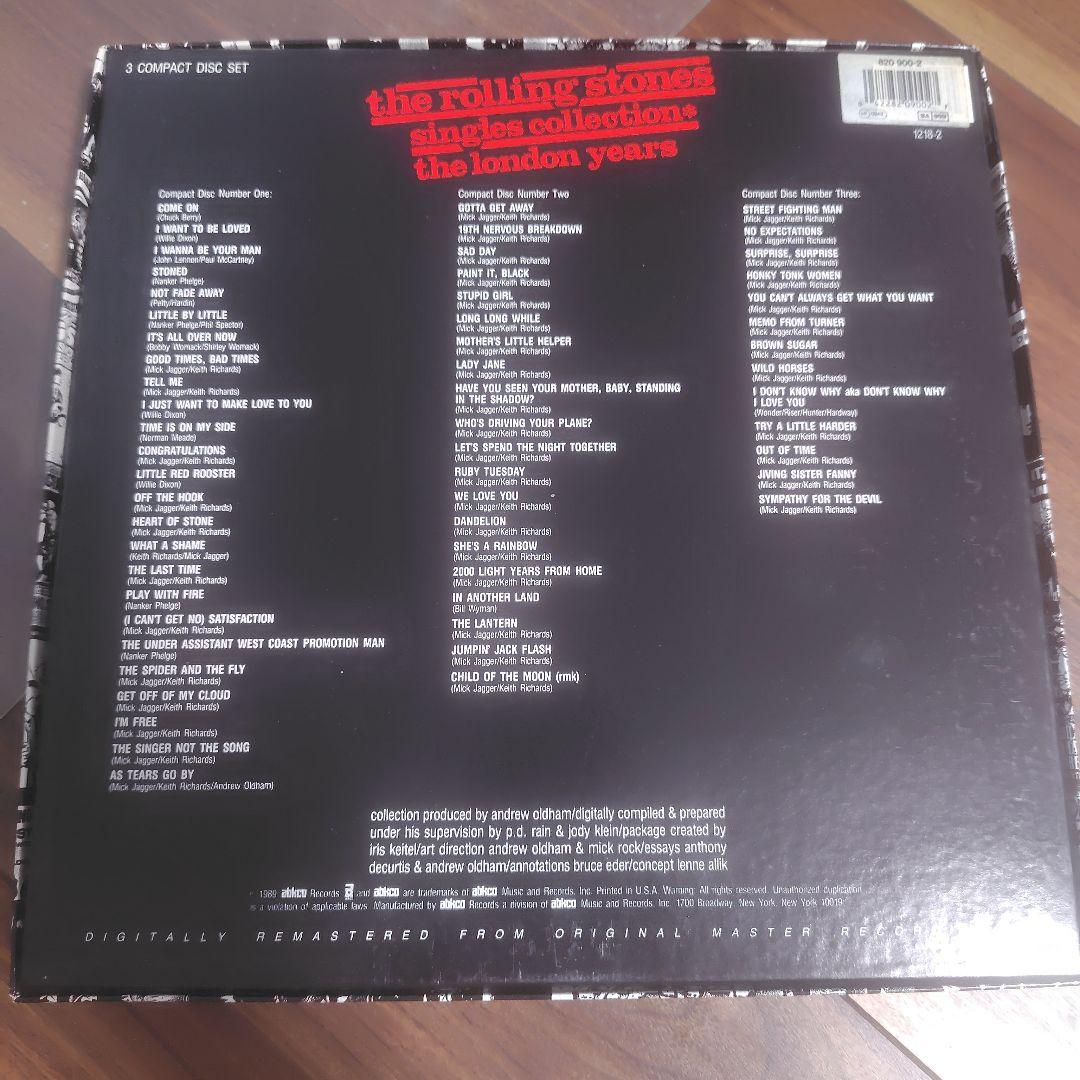 3 COMPACT DISC SET
the rolling stones
singles collection*
the london years
820 900-2
1218-2
Compact Disc Number One:
COME ON
(Chuck Berry)
I WANT TO BE LOVED
(Willie Dixon)
I WANNA BE YOUR MAN
(John Lennon/Paul McCartney)
STONED
(Nanker Phelge)
NOT FADE AWAY
(Petty/Hardin)
LITTLE BY LITTLE
(Nanker Phelge/Phil Spector)
IT'S ALL OVER NOW
(Bobby Womack/Shirley Womack)
GOOD TIMES, BAD TIMES
(Mick Jagger/Keith Richards)
TELL ME
(Mick Jagger/Keith Richards)
I JUST WANT TO MAKE LOVE TO YOU
(Willie Dixon)
TIME IS ON MY SIDE
(Norman Meade)
CONGRATULATIONS
(Mick Jagger/Keith Richards)
LITTLE RED ROOSTER
(Willie Dixon)
OFF THE HOOK
(Mick Jagger/Keith Richards)
HEART OF STONE
(Mick Jagger/Keith Richards)
WHAT A SHAME
(Keith Richards/Mick Jagger)
THE LAST TIME
(Mick Jagger/Keith Richards)
PLAY WITH FIRE
(Nanker Phelge)
(I CAN'T GET NO) SATISFACTION
(Mick Jagger/Keith Richards)
THE UNDER ASSISTANT WEST COAST PROMOTION MAN
(Nanker Phelge)
THE SPIDER AND THE FLY
(Mick Jagger/Keith Richards)
GET OFF OF MY CLOUD
(Mick Jagger/Keith Richards)
I'M FREE
(Mick Jagger/Keith Richards)
THE SINGER NOT THE SONG
(Mick Jagger/Keith Richards)
AS TEARS GO BY
(Mick Jagger/Keith Richards/Andrew Oldham)
Compact Disc Number Two
GOTTA GET AWAY
(Mick Jagger/Keith Richards)
19TH NERVOUS BREAKDOWN
(Mick Jagger/Keith Richards)
SAD DAY
(Mick Jagger/Keith Richards)
PAINT IT, BLACK
(Mick Jagger/Keith Richards)
STUPID GIRL
(Mick Jagger/Keith Richards)
LONG LONG WHILE
(Mick Jagger/Keith Richards)
MOTHER'S LITTLE HELPER
(Mick Jagger/Keith Richards)
LADY JANE
(Mick Jagger/Keith Richards)
HAVE YOU SEEN YOUR MOTHER, BABY, STANDING
IN THE SHADOW?
(Mick Jagger/Keith Richards)
WHO'S DRIVING YOUR PLANE?
(Mick Jagger/Keith Richards)
LET'S SPEND THE NIGHT TOGETHER
(Mick Jagger/Keith Richards)
RUBY TUESDAY
(Mick Jagger/Keith Richards)
WE LOVE YOU
(Mick Jagger/Keith Richards)
DANDELION
(Mick Jagger/Keith Richards)
SHE'S A RAINBOW
(Mick Jagger/Keith Richards)
2000 LIGHT YEARS FROM HOME
(Mick Jagger/Keith Richards)
IN ANOTHER LAND
(Bill Wyman)
THE LANTERN
(Mick Jagger/Keith Richards)
JUMPIN' JACK FLASH
(Mick Jagger/Keith Richards)
CHILD OF THE MOON (rmk)
(Mick Jagger/Keith Richards)
Compact Disc Number Three:
STREET FIGHTING MAN
(Mick Jagger/Keith Richards)
NO EXPECTATIONS
(Mick Jagger/Keith Richards)
SURPRISE, SURPRISE
(Mick Jagger/Keith Richards)
HONKY TONK WOMEN
(Mick Jagger/Keith Richards)
YOU CAN'T ALWAYS GET WHAT YOU WANT
(Mick Jagger/Keith Richards)
MEMO FROM TURNER
(Mick Jagger/Keith Richards)
BROWN SUGAR
(Mick Jagger/Keith Richards)
WILD HORSES
(Mick Jagger/Keith Richards)
I DON'T KNOW WHY aka DON'T KNOW WHY
I LOVE YOU
(Wonder/Riser/Hunter/Hardway)
TRY A LITTLE HARDER
(Mick Jagger/Keith Richards)
OUT OF TIME
(Mick Jagger/Keith Richards)
JIVING SISTER FANNY
(Mick Jagger/Keith Richards)
SYMPATHY FOR THE DEVIL
(Mick Jagger/Keith Richards)
collection produced by andrew oldham/digitally compiled & prepared
under his supervision by p.d. rain & jody klein/package created by
iris keitel/art direction andrew oldham & mick rock/essays anthony
decurtis & andrew oldham/annotations bruce eder/concept lenne allik
1989 abkco Records. and abkco are trademarks of abkco Music and Records, Inc. Printed in U.S.A. Warning: All rights reserved. Unauthorized duplication
is a violation of applicable laws. Manufactured by abkco Records a division of abkco Music and Records, Inc. 1700 Broadway, New York, New York 10019
DIGITALLY REMASTERED FROM ORIGINAL MASTER